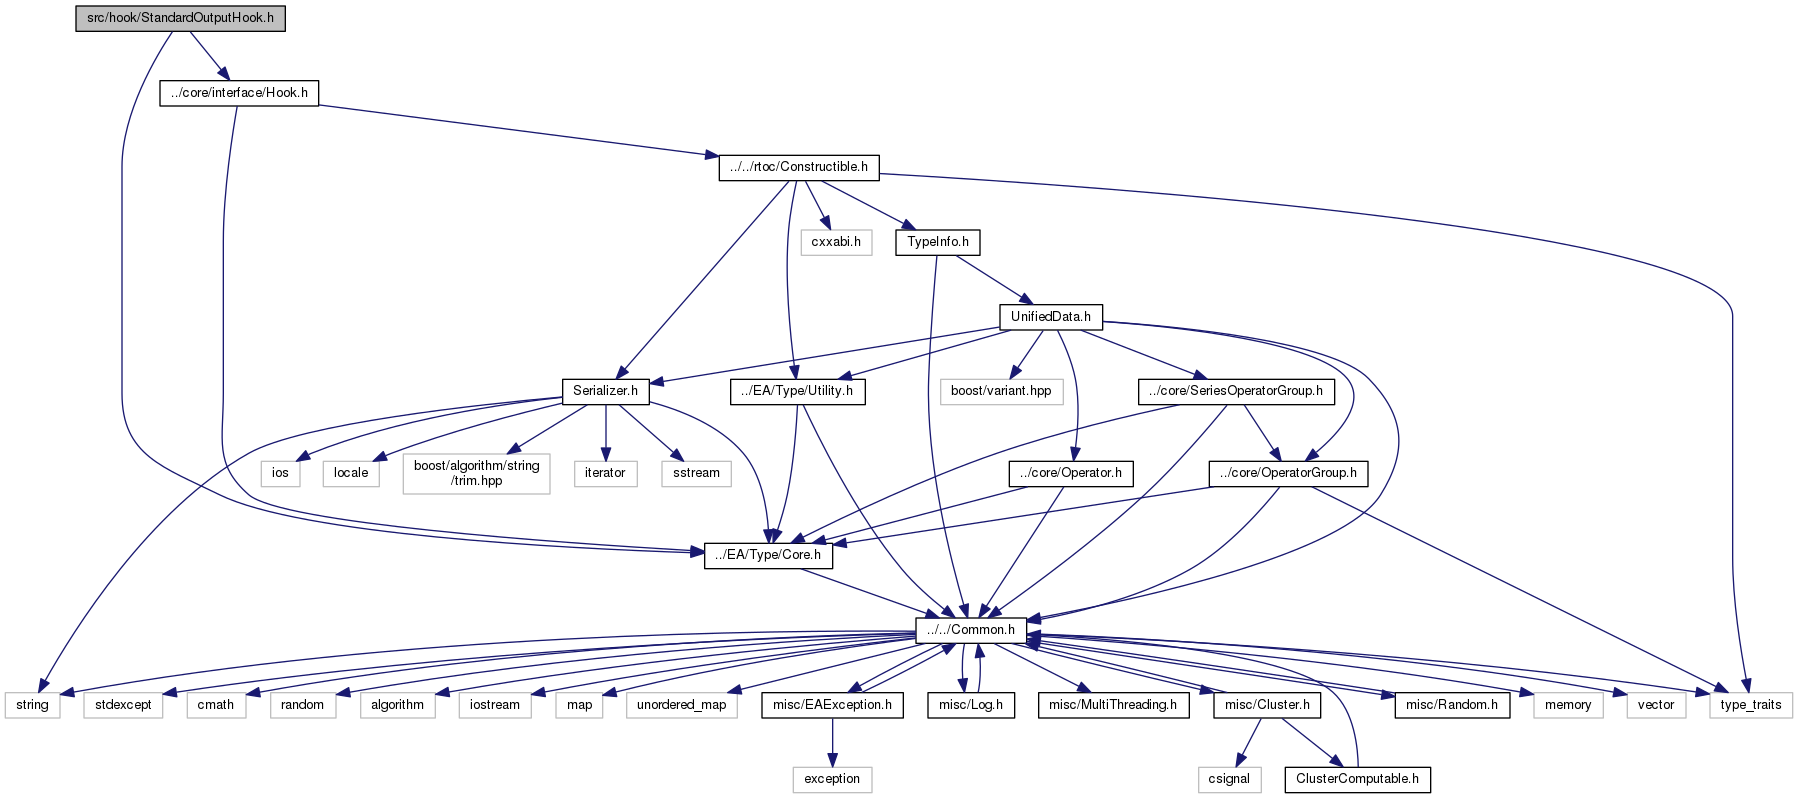 src/hook/StandardOutputHook.h
../core/interface/Hook.h
../../rtoc/Constructible.h
cxxabi.h
TypeInfo.h
UnifiedData.h
Serializer.h
../EA/Type/Utility.h
boost/variant.hpp
../core/SeriesOperatorGroup.h
ios
locale
boost/algorithm/string
/trim.hpp
iterator
sstream
../core/Operator.h
../core/OperatorGroup.h
../EA/Type/Core.h
../../Common.h
string
stdexcept
cmath
random
algorithm
iostream
map
unordered_map
misc/EAException.h
misc/Log.h
misc/MultiThreading.h
misc/Cluster.h
misc/Random.h
memory
vector
type_traits
exception
csignal
ClusterComputable.h